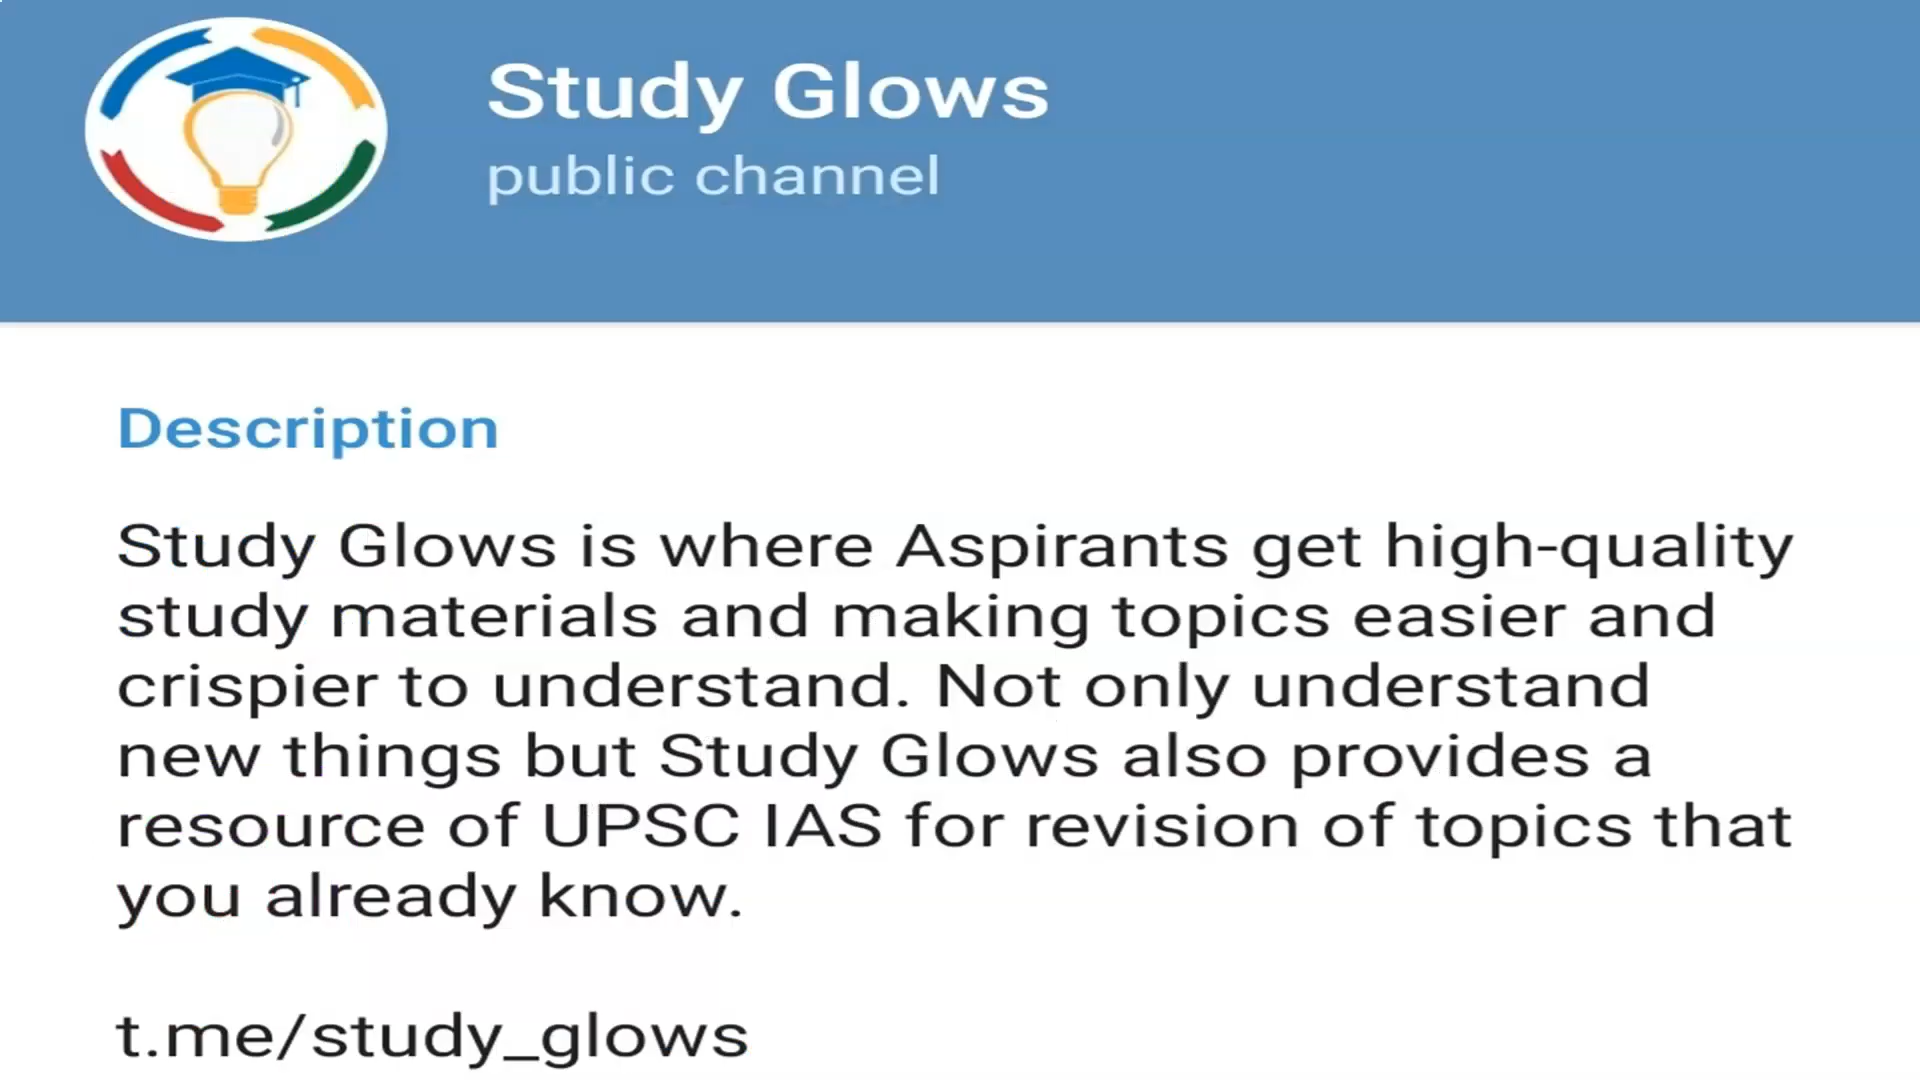 Study Glows
public channel
Description
Study Glows is where Aspirants get high-quality
study materials and making topics easier and
crispier to understand. Not only understand
new things but Study Glows also provides a
resource of UPSC IAS for revision of topics that
you already know.
t.me/study_glows